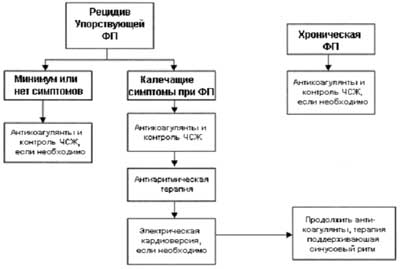 Рецидив
Упорствующей
ФП
Хроническая
ФП
Минимум или
нет симптомов
Калечащие
симптомы при ФП
Антикоагулянты и
контроль ЧСЖ,
если необходимо
Антикоагулянты и
контроль ЧСЖ,
если необходимо
Антикоагулянты и
контроль ЧСЖ
Антиаритмическая
терапия
Электрическая
кардиоверсия,
если необходимо
Продолжить анти-
коагулянты, терапия
поддерживающая
синусовый ритм